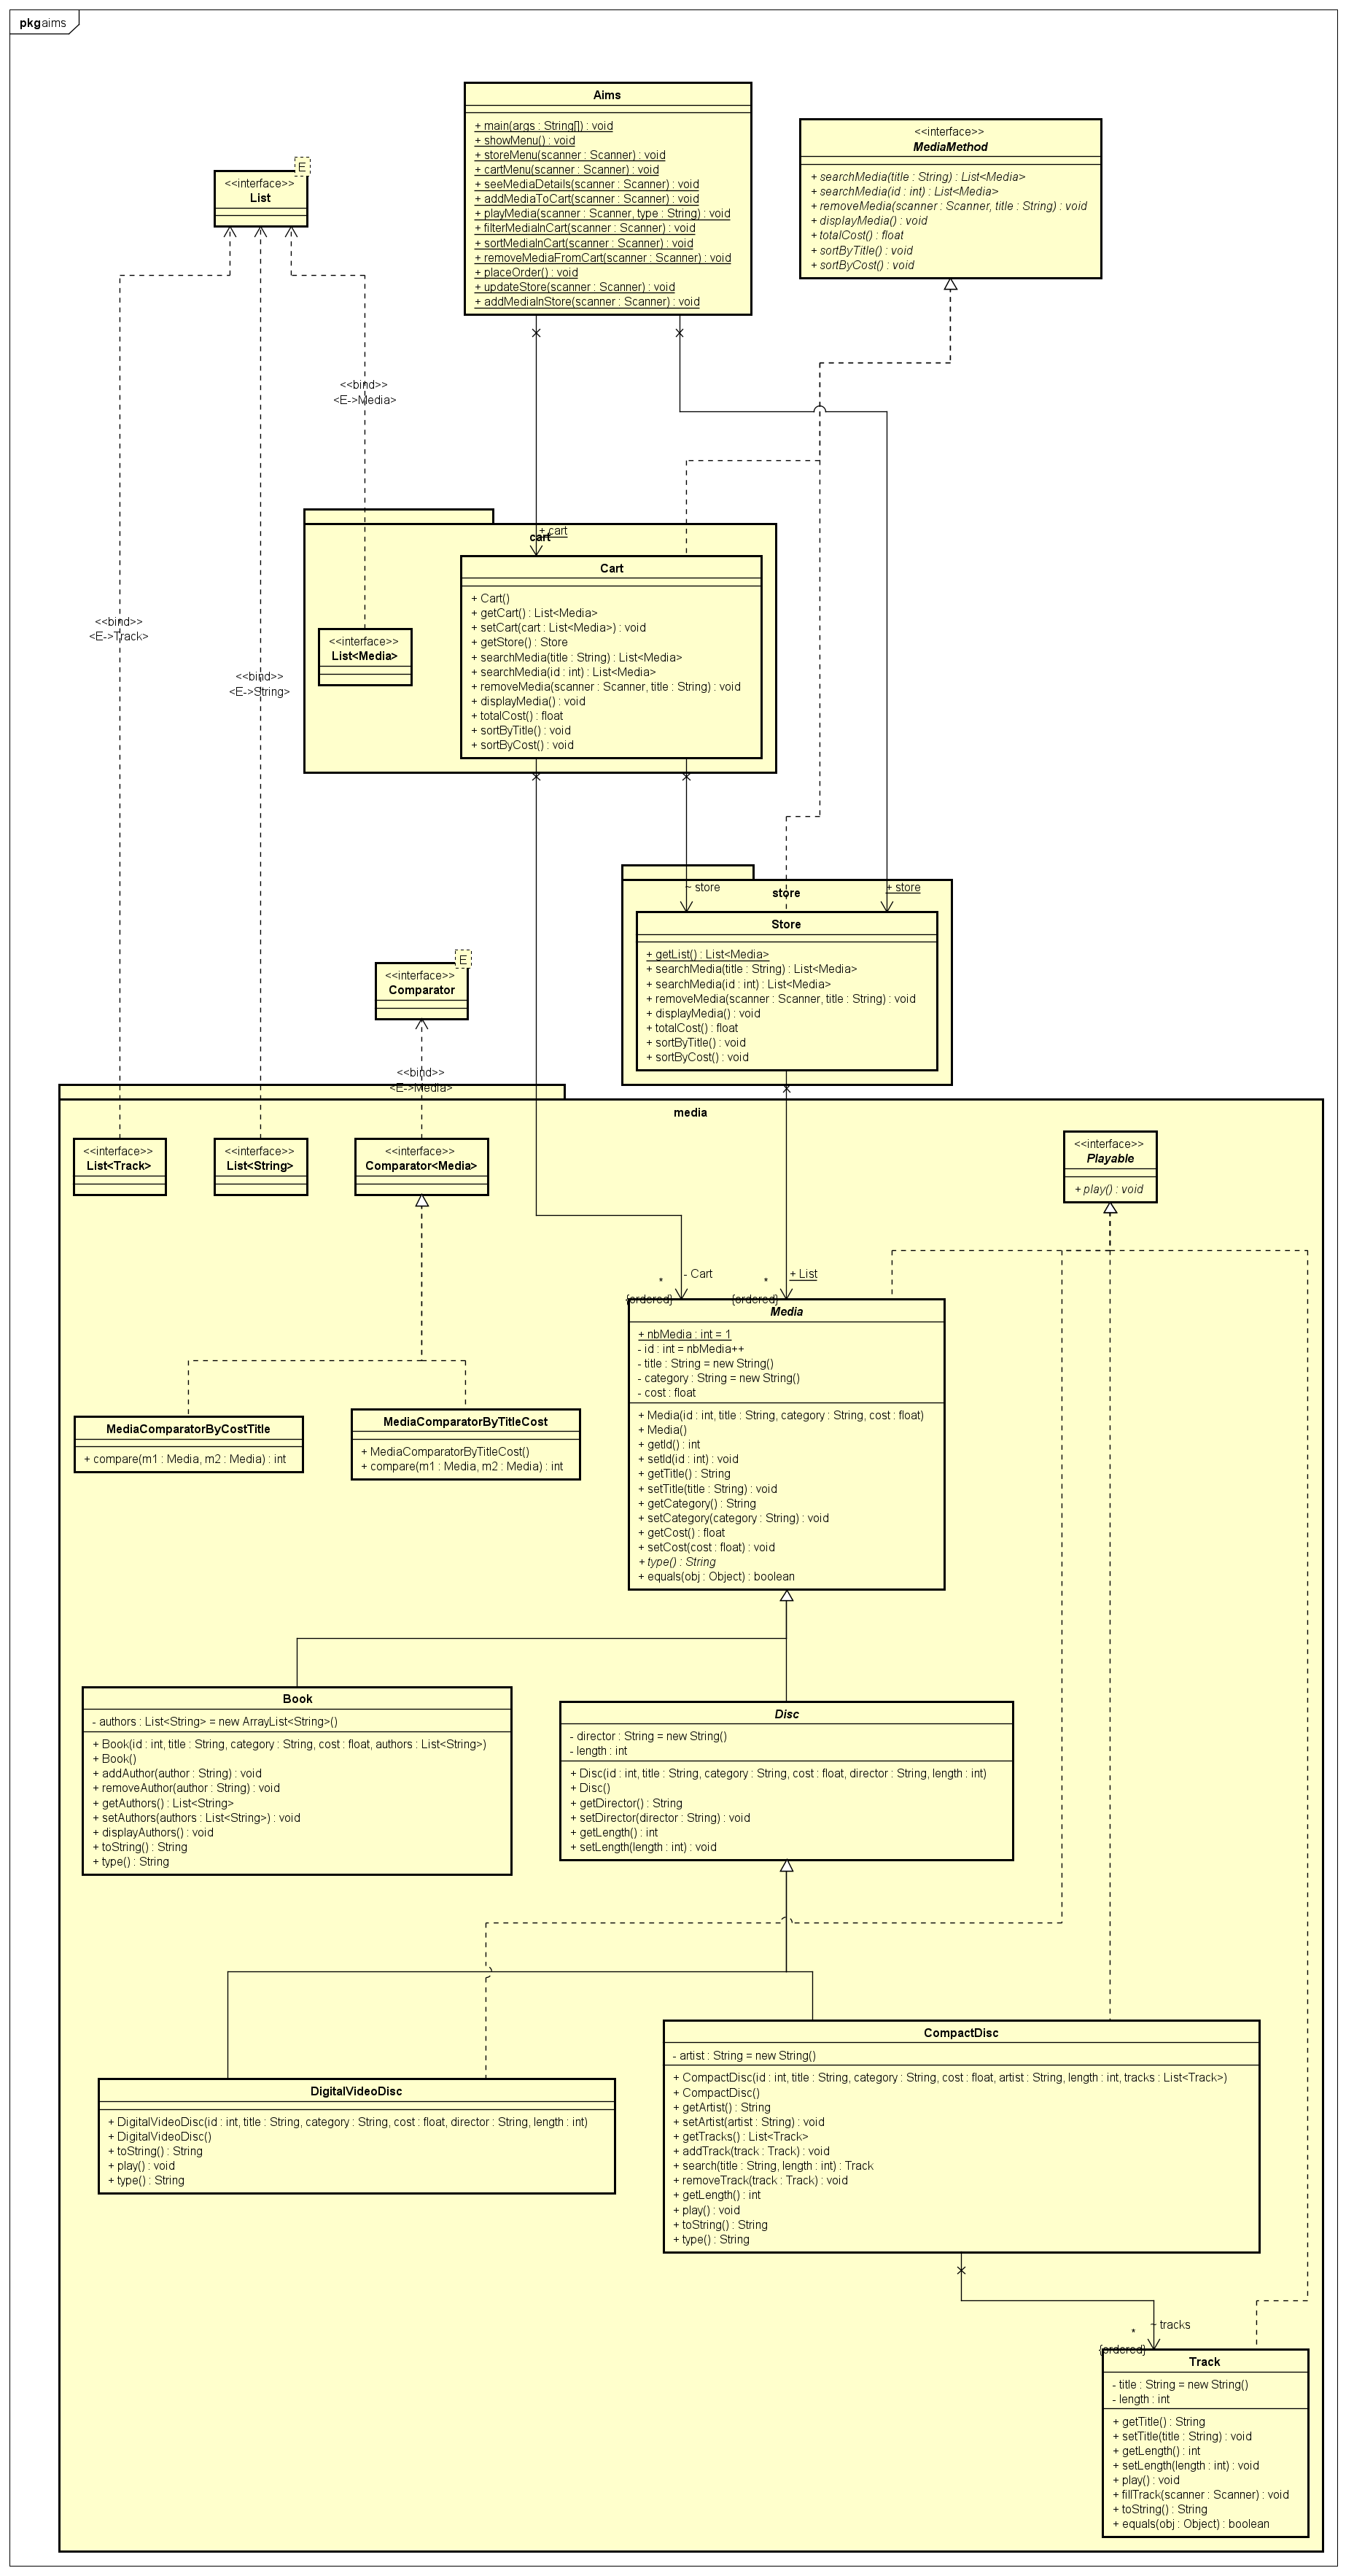 pkg aims
Aims
+ main(args : String[]) : void
+ showMenu() : void
+ storeMenu(scanner : Scanner) : void
+ cartMenu(scanner : Scanner) : void
+ seeMediaDetails(scanner : Scanner) : void
+ addMediaToCart(scanner : Scanner) : void
+ playMedia(scanner : Scanner, type : String) : void
+ filterMediaInCart(scanner : Scanner) : void
+ sortMediaInCart(scanner : Scanner) : void
+ removeMediaFromCart(scanner : Scanner) : void
+ placeOrder() : void
+ updateStore(scanner : Scanner) : void
+ addMediaInStore(scanner : Scanner) : void
<<interface>>
MediaMethod
+ searchMedia(title : String) : List<Media>
+ searchMedia(id : int) : List<Media>
+ removeMedia(scanner : Scanner, title : String) : void
+ displayMedia() : void
+ totalCost() : float
+ sortByTitle() : void
+ sortByCost() : void
E
<<interface>>
List
<<bind>>
<E->Media>
<<bind>>
<E->Track>
<<bind>>
<E->String>
+ cart
cart
Cart
+ Cart()
+ getCart() : List<Media>
+ setCart(cart : List<Media>) : void
+ getStore() : Store
+ searchMedia(title : String) : List<Media>
+ searchMedia(id : int) : List<Media>
+ removeMedia(scanner : Scanner, title : String) : void
+ displayMedia() : void
+ totalCost() : float
+ sortByTitle() : void
+ sortByCost() : void
<<interface>>
List<Media>
~ store
+ store
store
Store
+ getList() : List<Media>
+ searchMedia(title : String) : List<Media>
+ searchMedia(id : int) : List<Media>
+ removeMedia(scanner : Scanner, title : String) : void
+ displayMedia() : void
+ totalCost() : float
+ sortByTitle() : void
+ sortByCost() : void
E
<<interface>>
Comparator
<<bind>>
<E->Media>
media
<<interface>>
List<Track>
<<interface>>
List<String>
<<interface>>
Comparator<Media>
<<interface>>
Playable
+ play() : void
- Cart
*
{ordered}
+ List
*
{ordered}
Media
+ nbMedia : int = 1
- id : int = nbMedia++
- title : String = new String()
- category : String = new String()
- cost : float
+ Media(id : int, title : String, category : String, cost : float)
+ Media()
+ getId() : int
+ setId(id : int) : void
+ getTitle() : String
+ setTitle(title : String) : void
+ getCategory() : String
+ setCategory(category : String) : void
+ getCost() : float
+ setCost(cost : float) : void
+ type() : String
+ equals(obj : Object) : boolean
MediaComparatorByCostTitle
+ compare(m1 : Media, m2 : Media) : int
MediaComparatorByTitleCost
+ MediaComparatorByTitleCost()
+ compare(m1 : Media, m2 : Media) : int
Book
- authors : List<String> = new ArrayList<String>()
+ Book(id : int, title : String, category : String, cost : float, authors : List<String>)
+ Book()
+ addAuthor(author : String) : void
+ removeAuthor(author : String) : void
+ getAuthors() : List<String>
+ setAuthors(authors : List<String>) : void
+ displayAuthors() : void
+ toString() : String
+ type() : String
Disc
- director : String = new String()
- length : int
+ Disc(id : int, title : String, category : String, cost : float, director : String, length : int)
+ Disc()
+ getDirector() : String
+ setDirector(director : String) : void
+ getLength() : int
+ setLength(length : int) : void
DigitalVideoDisc
+ DigitalVideoDisc(id : int, title : String, category : String, cost : float, director : String, length : int)
+ DigitalVideoDisc()
+ toString() : String
+ play() : void
+ type() : String
CompactDisc
- artist : String = new String()
+ CompactDisc(id : int, title : String, category : String, cost : float, artist : String, length : int, tracks : List<Track>)
+ CompactDisc()
+ getArtist() : String
+ setArtist(artist : String) : void
+ getTracks() : List<Track>
+ addTrack(track : Track) : void
+ search(title : String, length : int) : Track
+ removeTrack(track : Track) : void
+ getLength() : int
+ play() : void
+ toString() : String
+ type() : String
~ tracks
*
{ordered}
Track
- title : String = new String()
- length : int
+ getTitle() : String
+ setTitle(title : String) : void
+ getLength() : int
+ setLength(length : int) : void
+ play() : void
+ fillTrack(scanner : Scanner) : void
+ toString() : String
+ equals(obj : Object) : boolean